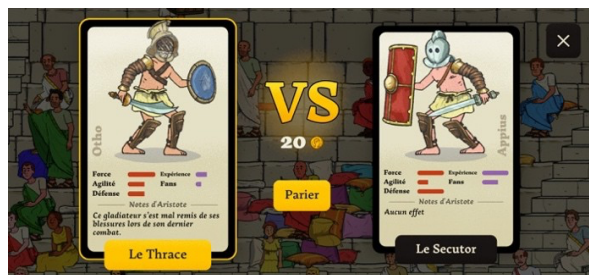 VS
20
Parier
Otho
Force
Expérience
Agilité
Fans
Défense
Notes d'Aristote
Ce gladiateur s'est mal remis de ses
blessures lors de son dernier
combat.
Le Thrace
Appius
Force
Expérience
Agilité
Fans
Défense
Notes d'Aristote
Aucun effet
Le Secutor